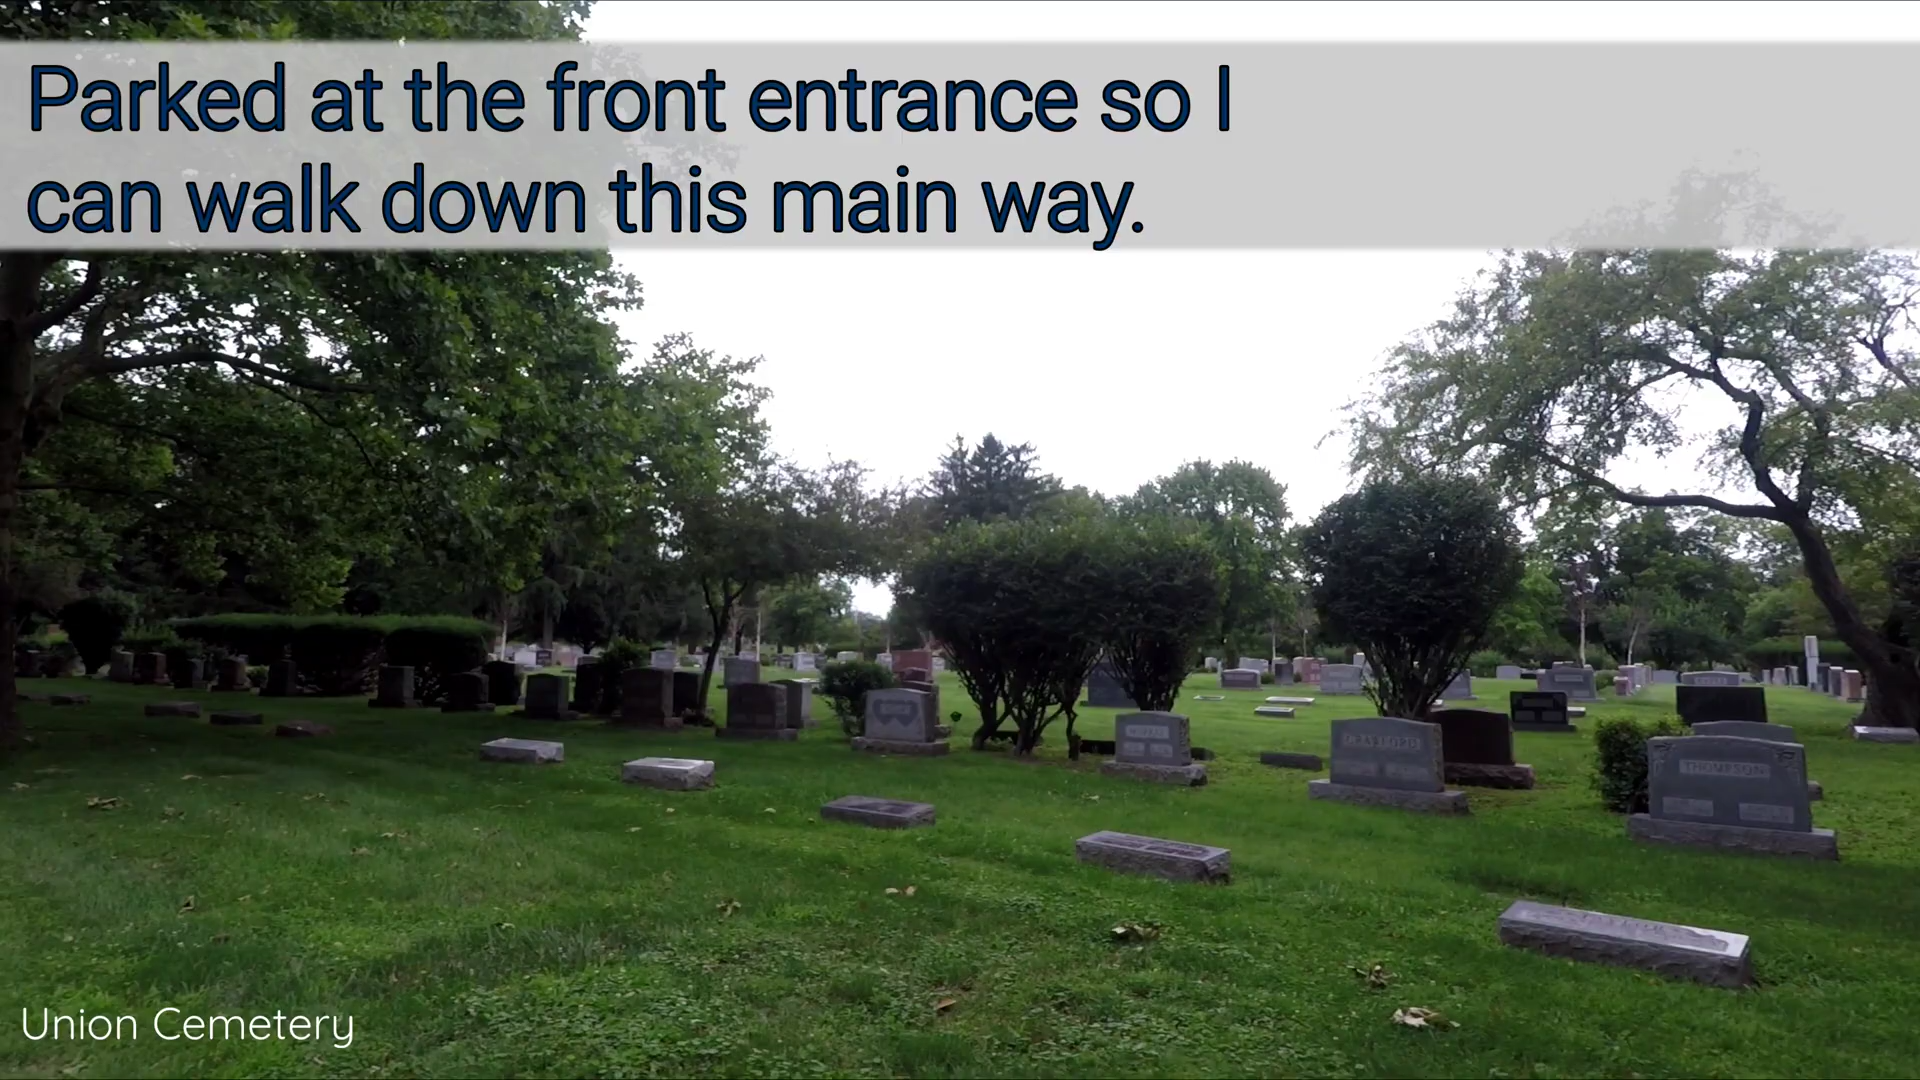 Parked at the front entrance so I
can walk down this main way.
CRAWFORD
THOMPSON
Union Cemetery